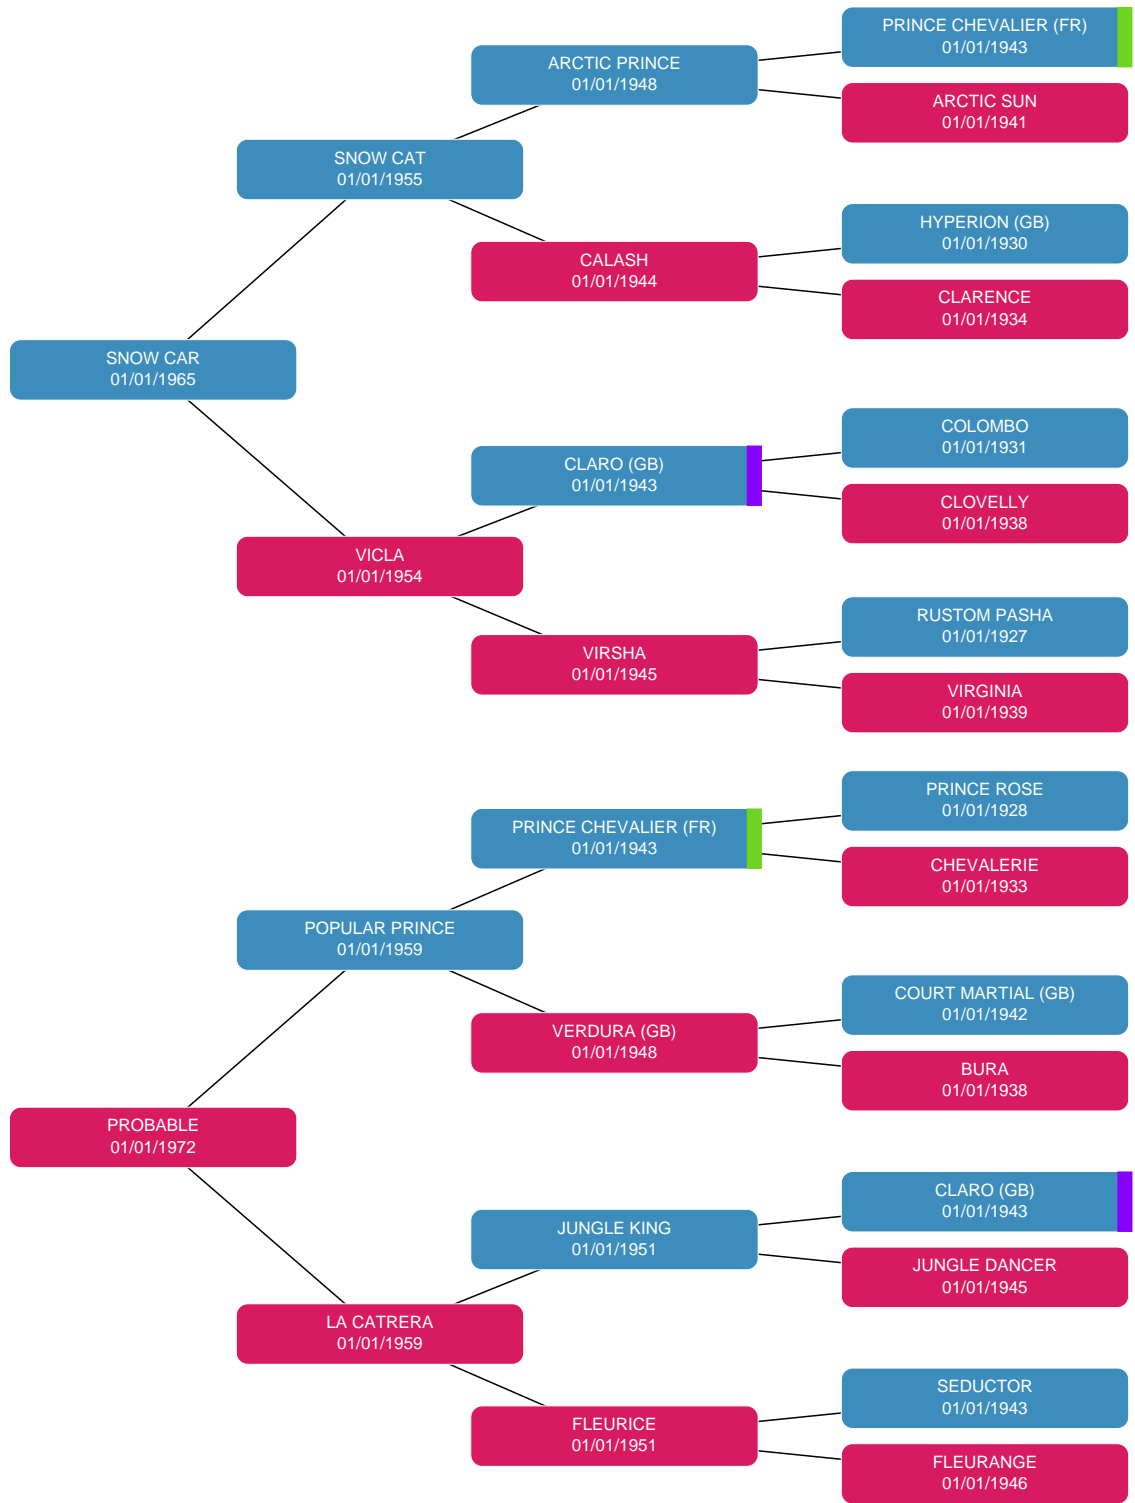 PRINCE CHEVALIER (FR)
01/01/1943
ARCTIC PRINCE
01/01/1948
ARCTIC SUN
01/01/1941
SNOW CAT
01/01/1955
HYPERION (GB)
01/01/1930
CALASH
01/01/1944
CLARENCE
01/01/1934
SNOW CAR
01/01/1965
COLOMBO
01/01/1931
CLARO (GB)
01/01/1943
CLOVELLY
01/01/1938
VICLA
01/01/1954
RUSTOM PASHA
01/01/1927
VIRSHA
01/01/1945
VIRGINIA
01/01/1939
PRINCE ROSE
01/01/1928
PRINCE CHEVALIER (FR)
01/01/1943
CHEVALERIE
01/01/1933
POPULAR PRINCE
01/01/1959
COURT MARTIAL (GB)
01/01/1942
VERDURA (GB)
01/01/1948
BURA
01/01/1938
PROBABLE
01/01/1972
CLARO (GB)
01/01/1943
JUNGLE KING
01/01/1951
JUNGLE DANCER
01/01/1945
LA CATRERA
01/01/1959
SEDUCTOR
01/01/1943
FLEURICE
01/01/1951
FLEURANGE
01/01/1946